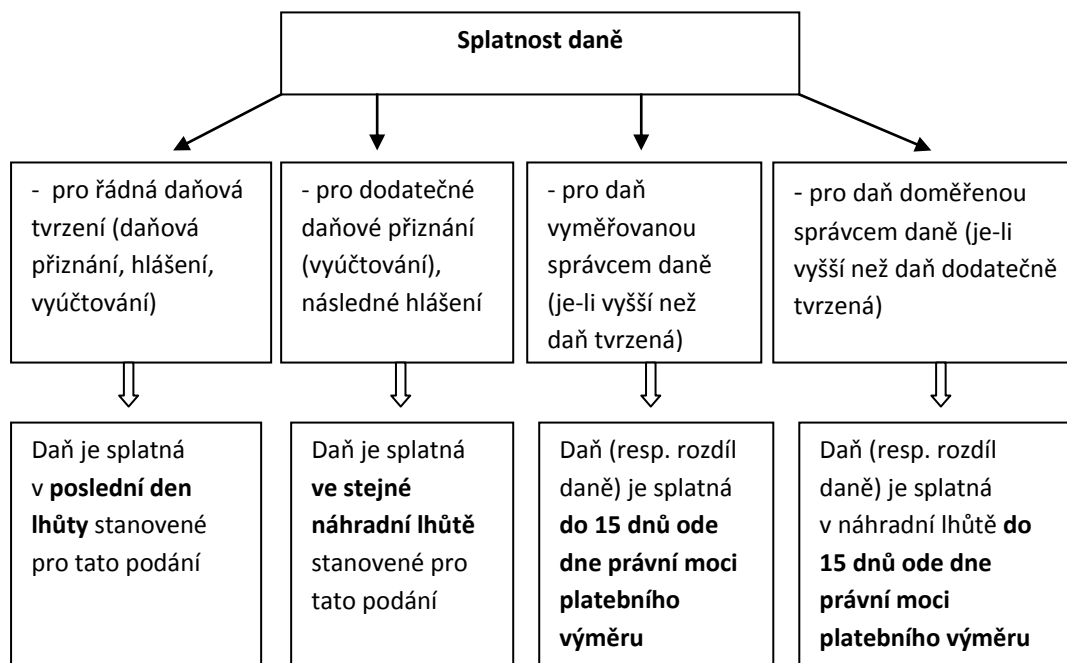 Splatnost daně
- pro řádná daňová
tvrzení (daňová
přiznání, hlášení,
vyúčtování)
- pro dodatečné
daňové přiznání
(vyúčtování),
následné hlášení
- pro daň
vyměřovanou
správcem daně
(je-li vyšší než
daň tvrzená)
- pro daň doměřenou
správcem daně (je-li
vyšší než daň dodatečně
tvrzená)
Daň je splatná
v poslední den
lhůty stanovené
pro tato podání
Daň je splatná
ve stejné
náhradní lhůtě
stanovené pro
tato podání
Daň (resp. rozdíl
daně) je splatná
do 15 dnů ode
dne právní moci
platebního
výměru
Daň (resp. rozdíl
daně) je splatná
v náhradní lhůtě do
15 dnů ode dne
právní moci
platebního výměru